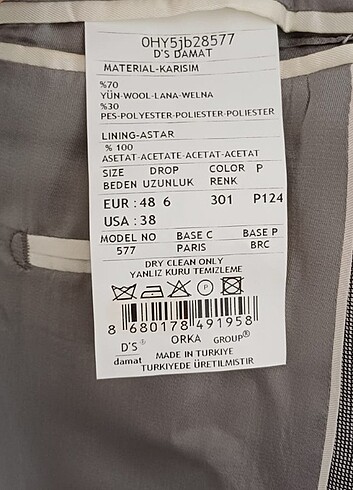 0HY5jb28577
D'S DAMAT
MATERIAL-KARISIM
%70
YÜN-WOOL-LANA-WELNA
%30
PES-POLYESTER-POLIESTER-POLIESTER
LINING-ASTAR
% 100
ASETAT-ACETATE-ACETAT-ACETAT
SIZE DROP COLOR P
BEDEN UZUNLUK RENK
EUR : 48 6 301 P124
USA : 38
MODEL NO BASE C BASE P
577 PARIS BRC
DRY CLEAN ONLY
YANLIZ KURU TEMIZLEME
P
8 680178 491958
D'S® ORKA GROUP®
damat MADE IN TURKIYE
TURKIYEDE ÜRETILMISTIR